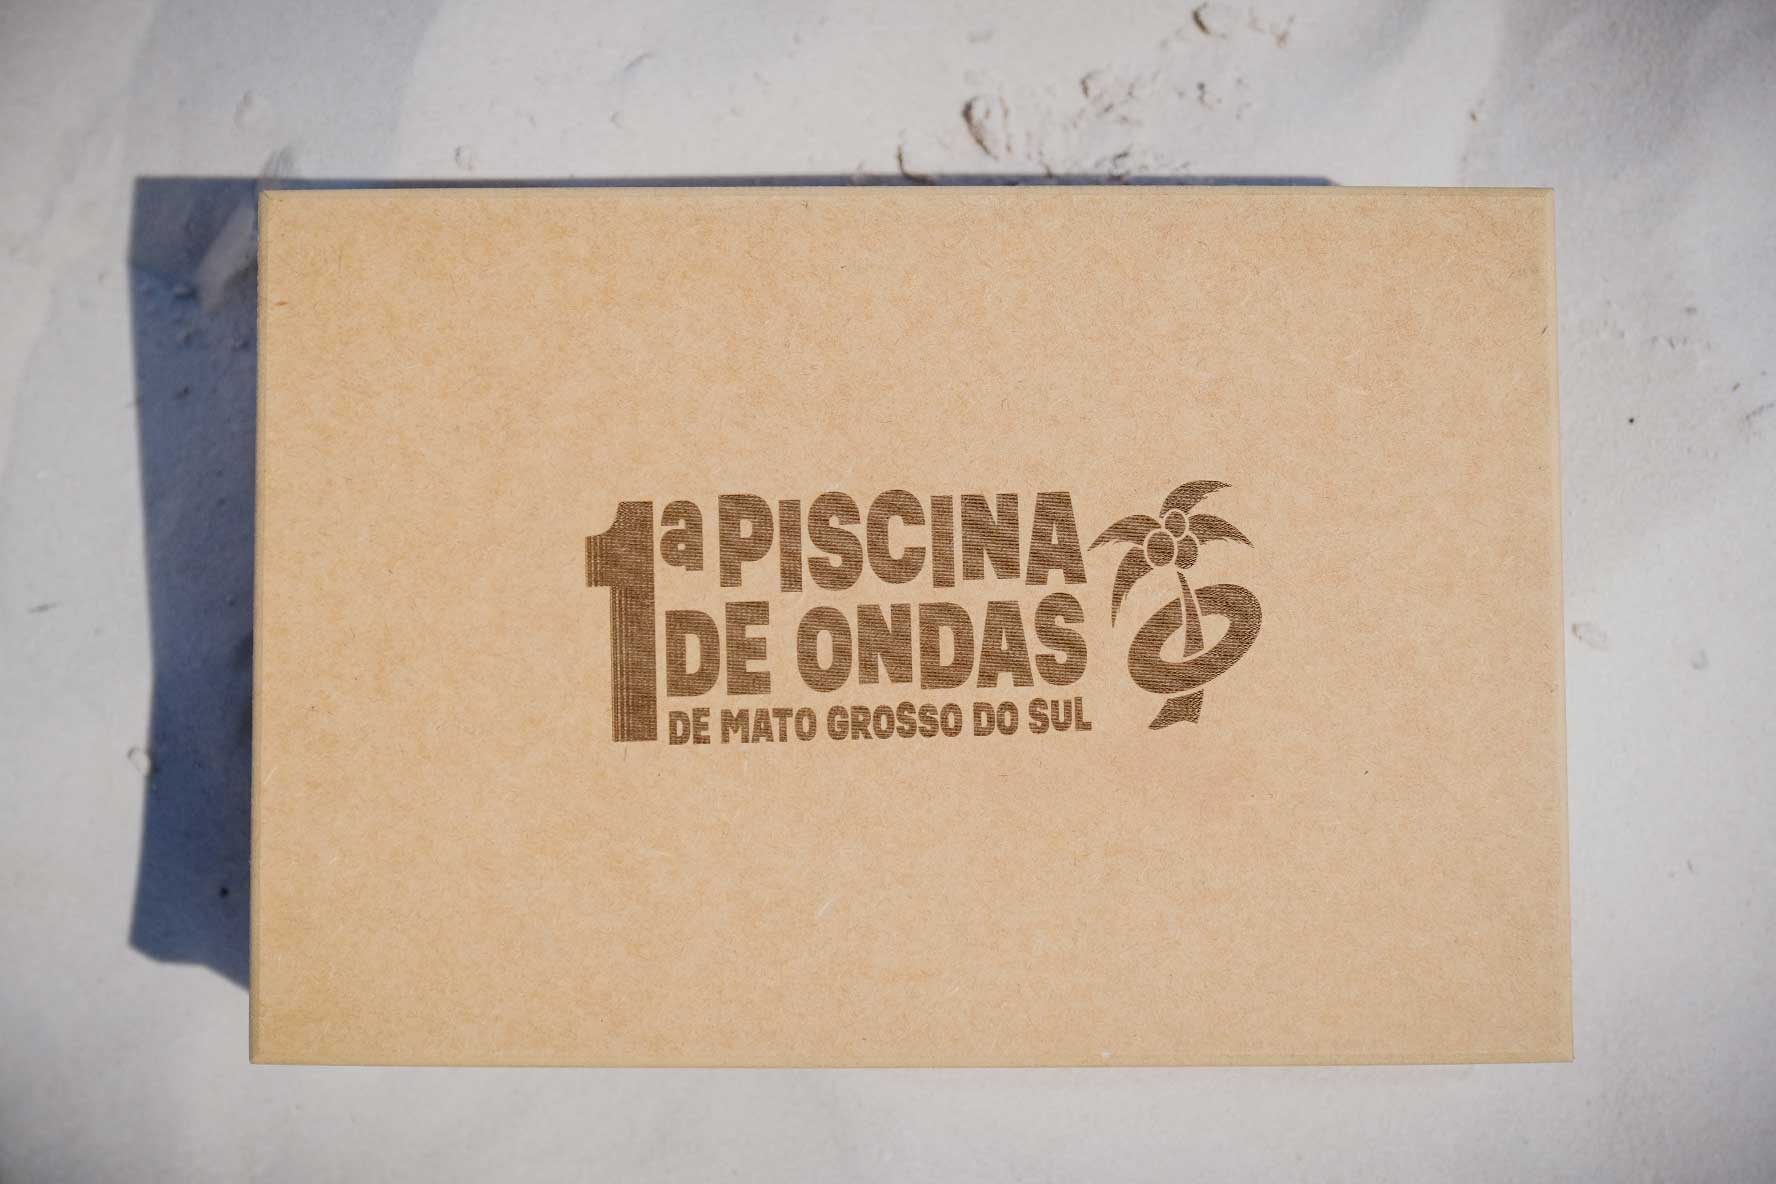 1ª PISCINA
DE ONDAS
DE MATO GROSSO DO SUL